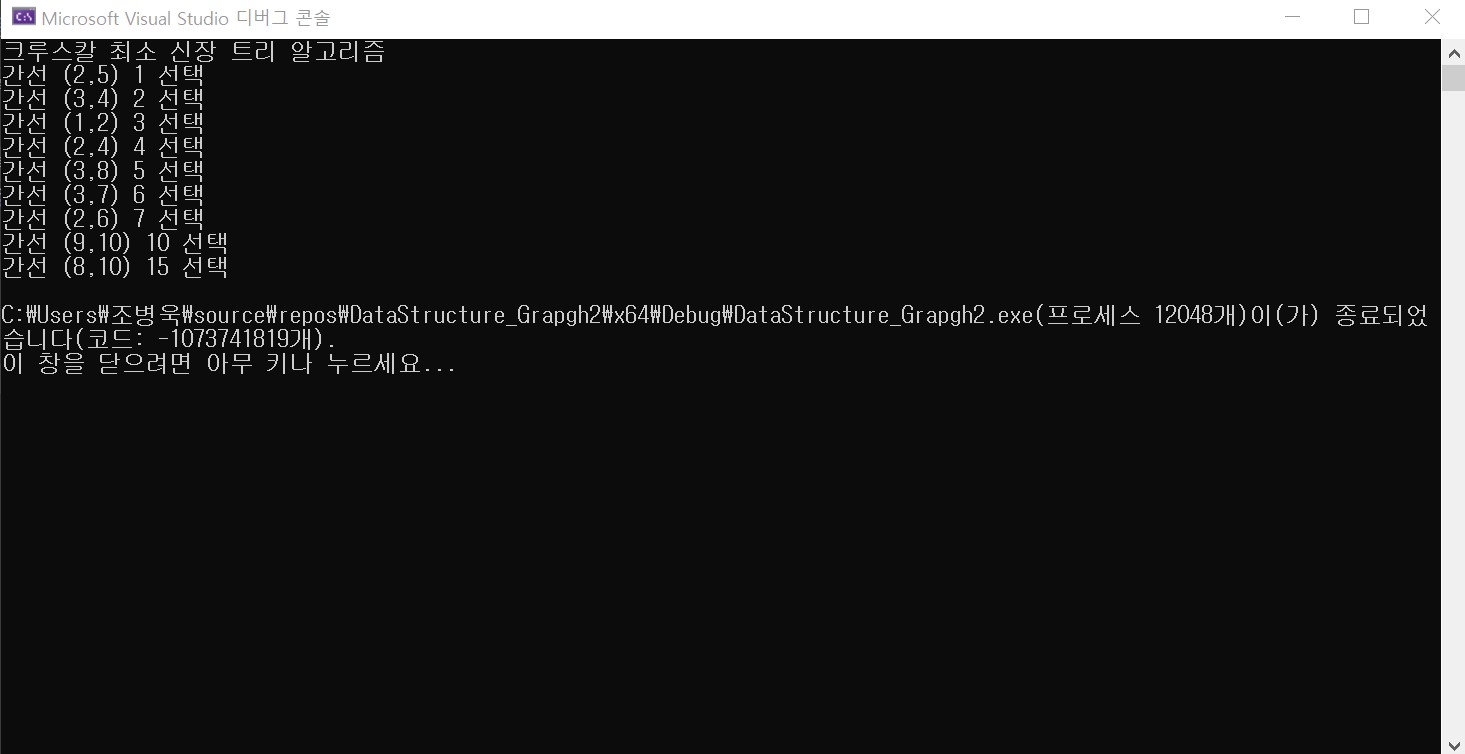 Microsoft Visual Studio 디버그 콘솔
크루스칼 최소 신장 트리 알고리즘
간선 (2,5) 1 선택
간선 (3,4) 2 선택
간선 (1,2) 3 선택
간선 (2,4) 4 선택
간선 (3,8) 5 선택
간선 (3,7) 6 선택
간선 (2,6) 7 선택
간선 (9,10) 10 선택
간선 (8,10) 15 선택
C:₩Users₩조병욱₩source₩repos₩DataStructure_Grapgh2₩x64₩Debug₩DataStructure_Grapgh2.exe(프로세스 12048개)이(가) 종료되었
습니다(코드: -1073741819개).
이 창을 닫으려면 아무 키나 누르세요...